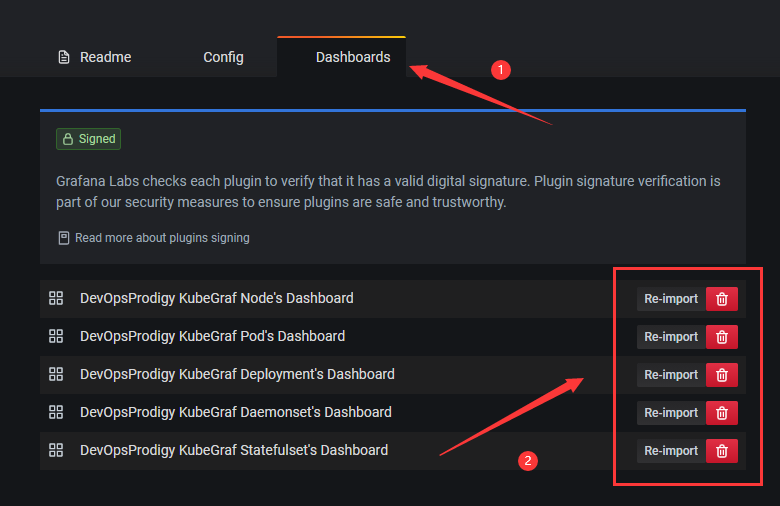 Readme Config Dashboards
1
Signed
Grafana Labs checks each plugin to verify that it has a valid digital signature. Plugin signature verification is
part of our security measures to ensure plugins are safe and trustworthy.
Read more about plugins signing
DevOpsProdigy KubeGraf Node's Dashboard Re-import
DevOpsProdigy KubeGraf Pod's Dashboard Re-import
DevOpsProdigy KubeGraf Deployment's Dashboard Re-import
DevOpsProdigy KubeGraf Daemonset's Dashboard Re-import
DevOpsProdigy KubeGraf Statefulset's Dashboard Re-import
2